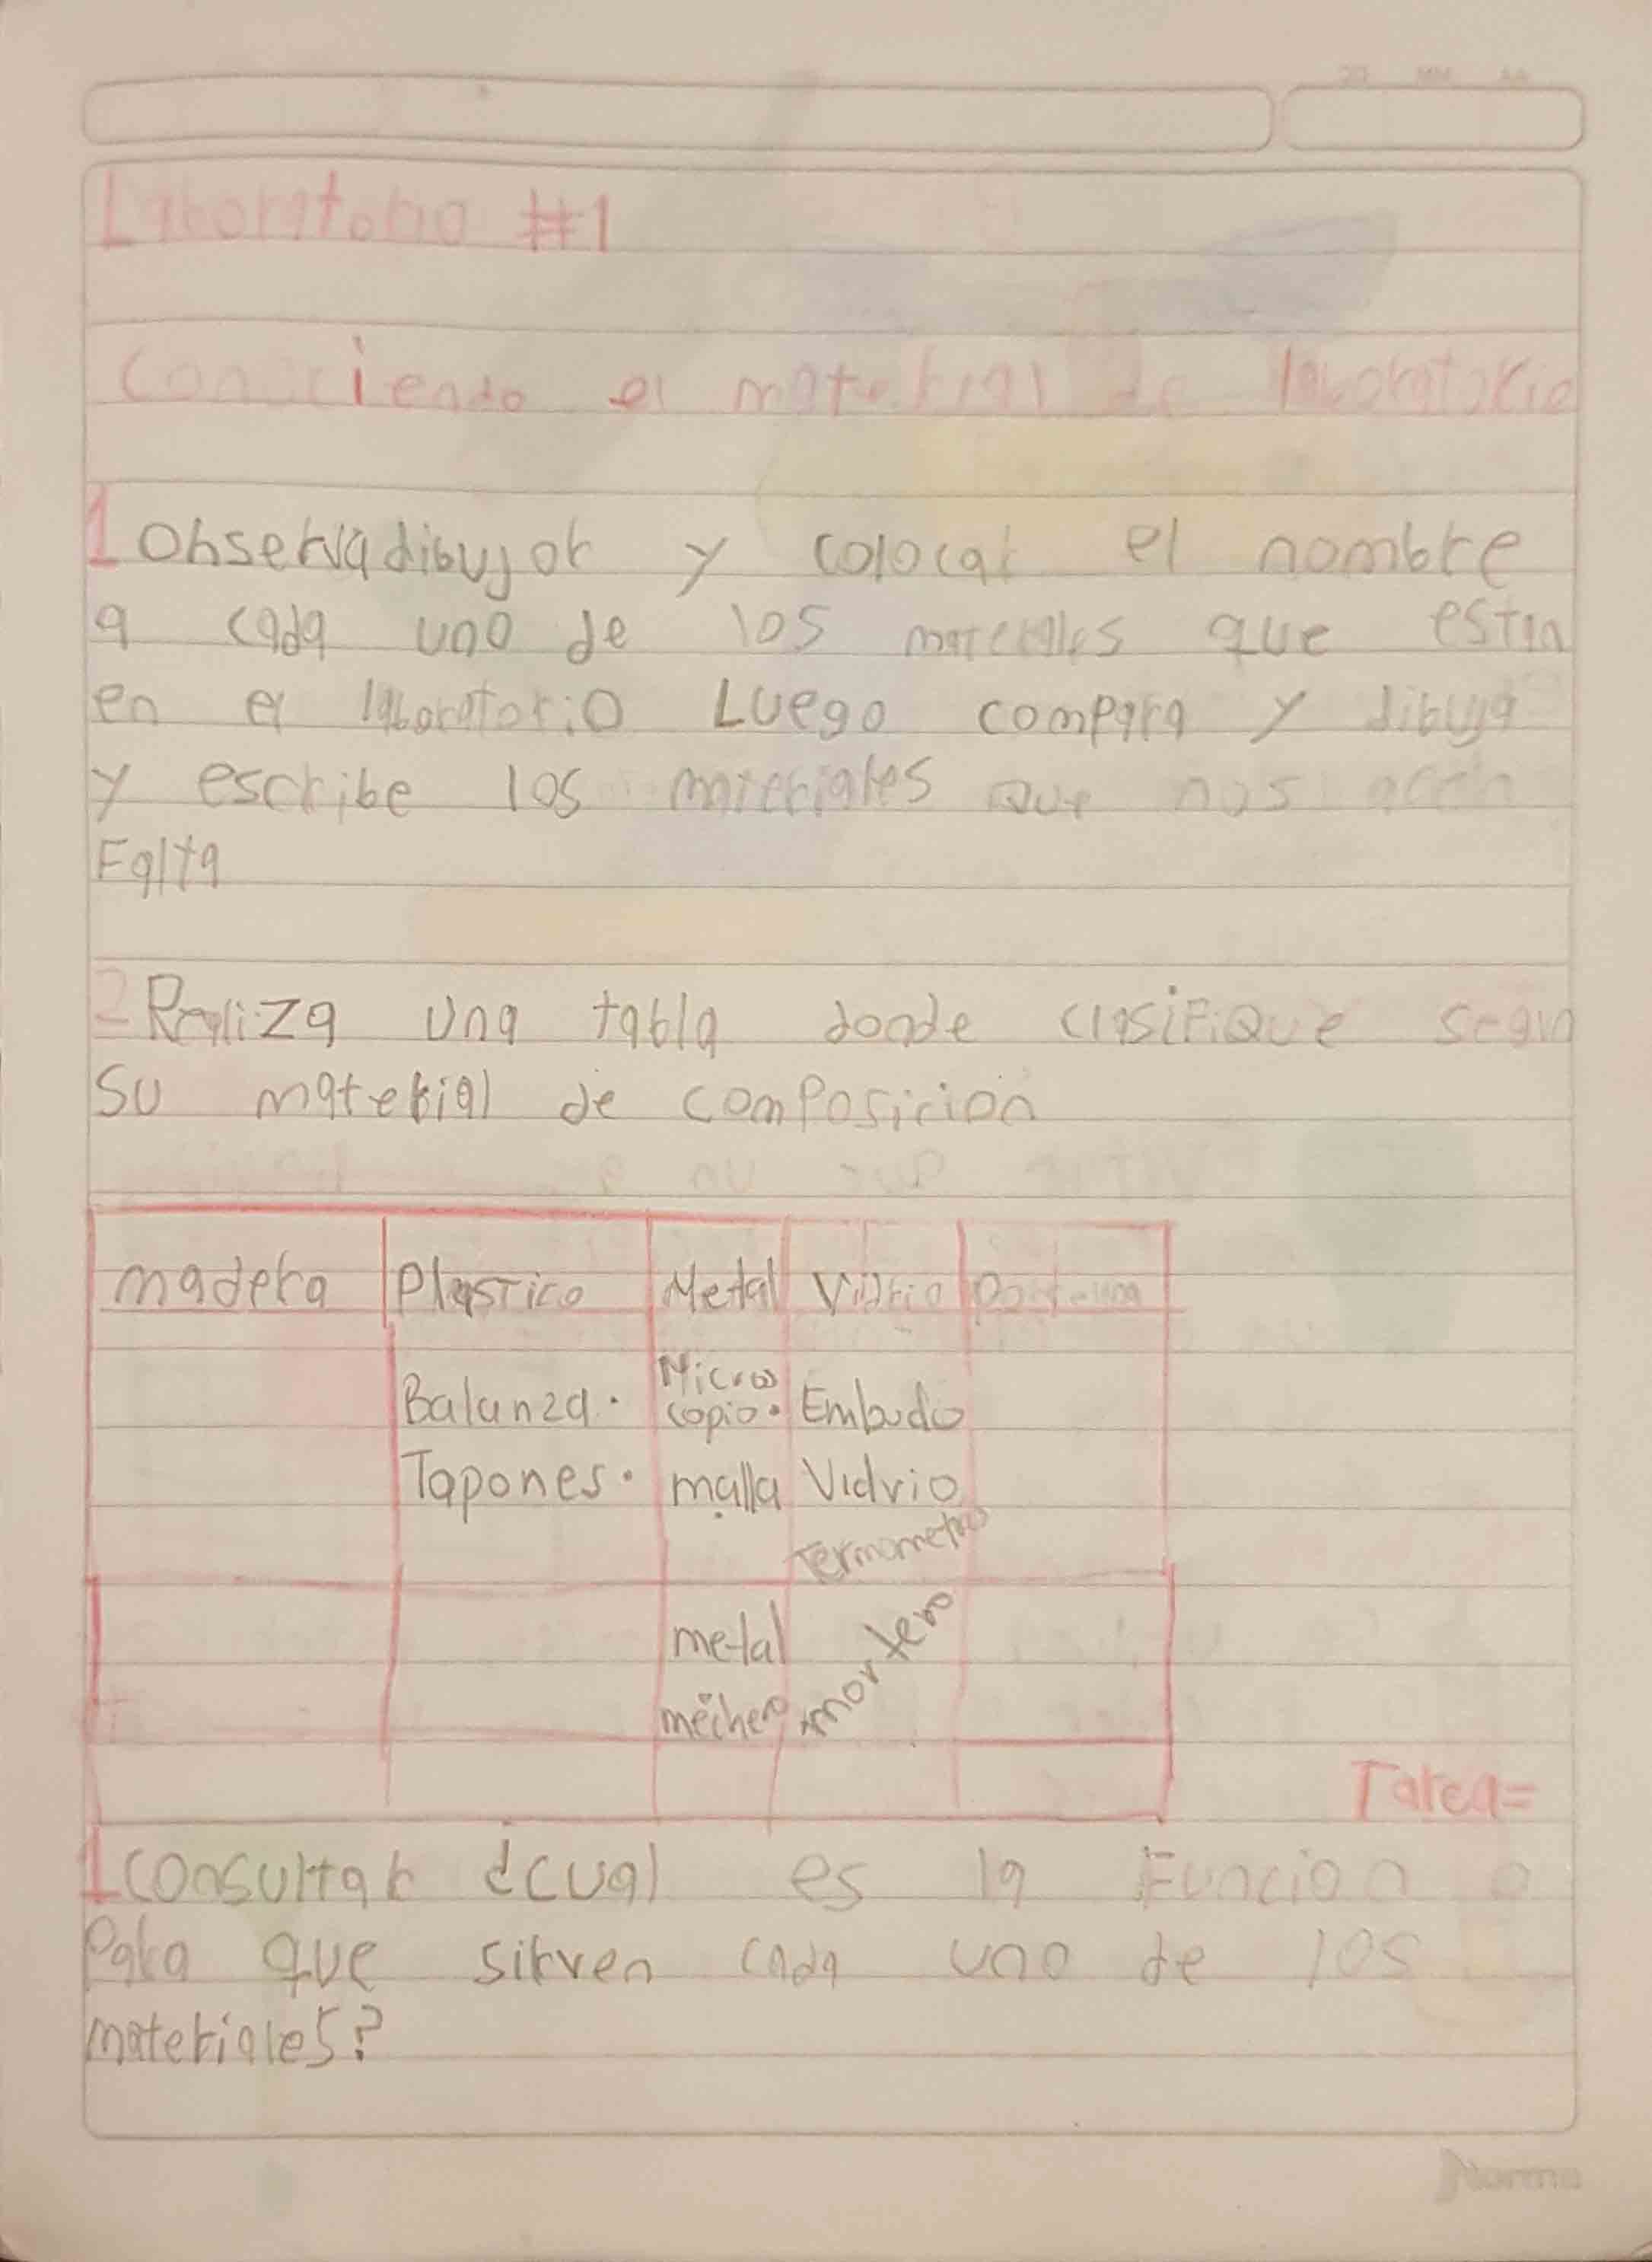 DD MM AA
Laboratorio #1
Conociendo el material de laboratorio
1 Observa dibujar y colocar el nombre
a cada uno de los materiales que estan
en el laboratorio Luego compara y dibuja
y escribe los materiales que nos acen
Falta
2 Realiza una tabla donde clasifique segun
Su material de composicion
madera Plastico Metal Vidrio
Balanza. Microscopio. Embudo
Tapones. malla Vidrio
termometro
metal mortero
mechero
Tarea=
1 Consultar ¿cual es la Funcion o
Para que sirven cada uno de los
materiales?
Norma